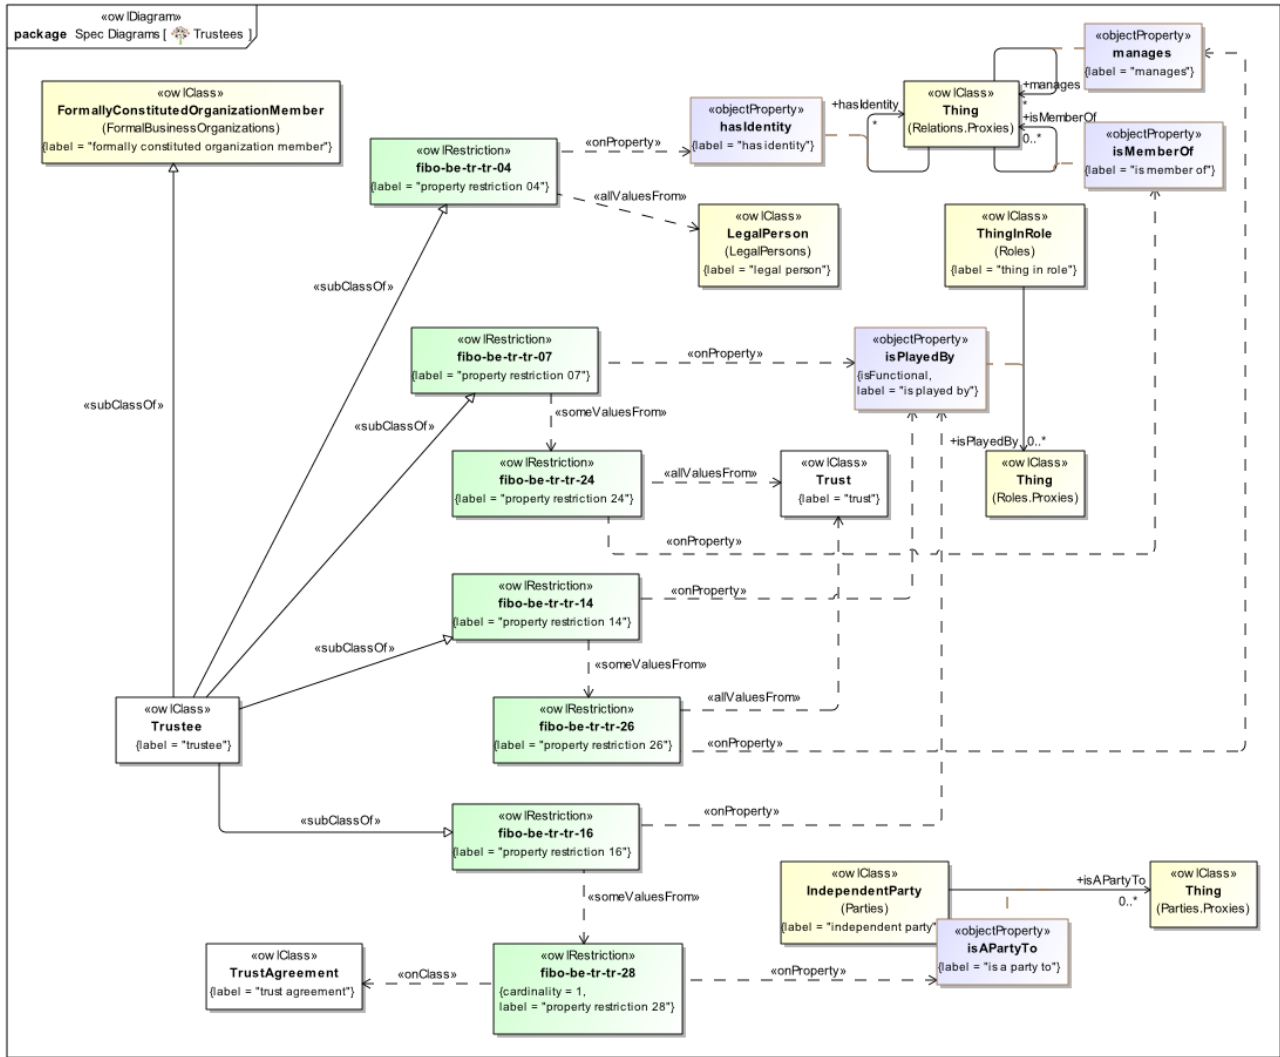 «owlDiagram»
package Spec Diagrams [ Trustees ]
«owlClass»
FormallyConstitutedOrganizationMember
(FormalBusinessOrganizations)
{label = "formally constituted organization member"}
«owlRestriction»
fibo-be-tr-tr-04
{label = "property restriction 04"}
«onProperty»
«objectProperty»
hasIdentity
{label = "has identity"}
+hasIdentity
*
«owlClass»
Thing
(Relations.Proxies)
+manages
*
+isMemberOf
0..*
«objectProperty»
manages
{label = "manages"}
«objectProperty»
isMemberOf
{label = "is member of"}
«allValuesFrom»
«owlClass»
LegalPerson
(LegalPersons)
{label = "legal person"}
«owlClass»
ThingInRole
(Roles)
{label = "thing in role"}
«subClassOf»
«owlRestriction»
fibo-be-tr-tr-07
{label = "property restriction 07"}
«onProperty»
«objectProperty»
isPlayedBy
{isFunctional,
label = "is played by"}
«subClassOf»
«subClassOf»
«someValuesFrom»
+isPlayedBy 0..*
«owlRestriction»
fibo-be-tr-tr-24
{label = "property restriction 24"}
«allValuesFrom»
«owlClass»
Trust
{label = "trust"}
«owlClass»
Thing
(Roles.Proxies)
«onProperty»
«owlRestriction»
fibo-be-tr-tr-14
{label = "property restriction 14"}
«onProperty»
«subClassOf»
«someValuesFrom»
«owlClass»
Trustee
{label = "trustee"}
«owlRestriction»
fibo-be-tr-tr-26
{label = "property restriction 26"}
«allValuesFrom»
«onProperty»
«subClassOf»
«owlRestriction»
fibo-be-tr-tr-16
{label = "property restriction 16"}
«onProperty»
«someValuesFrom»
«owlClass»
IndependentParty
(Parties)
{label = "independent party"
+isAPartyTo
0..*
«owlClass»
Thing
(Parties.Proxies)
«objectProperty»
isAPartyTo
{label = "is a party to"}
«owlClass»
TrustAgreement
{label = "trust agreement"}
«onClass»
«owlRestriction»
fibo-be-tr-tr-28
{cardinality = 1,
label = "property restriction 28"}
«onProperty»